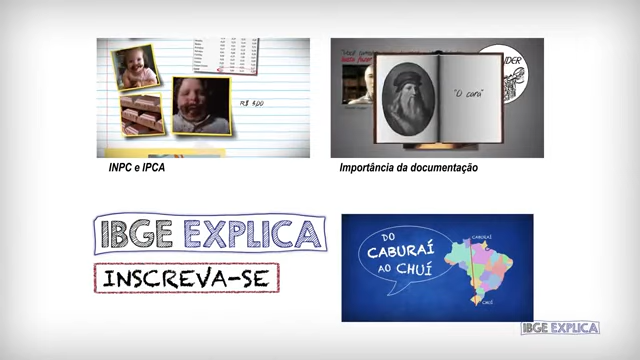 R$ 4,00
"O cara"
INPC e IPCA
Importância da documentação
IBGE EXPLICA
INSCREVA-SE
DO
CABURAÍ
AO CHUÍ
CABURAÍ
CHUÍ
IBGE EXPLICA